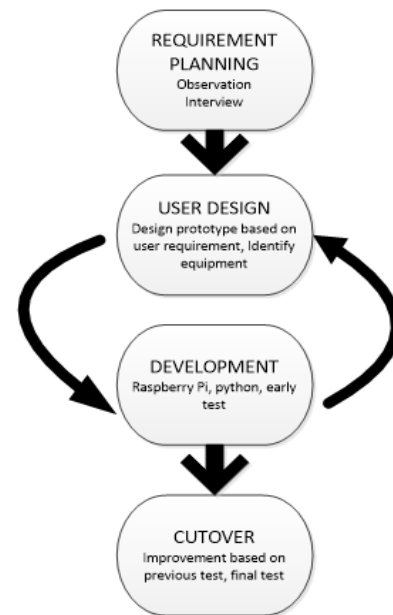 REQUIREMENT
PLANNING
Observation
Interview
USER DESIGN
Design prototype based on
user requirement, Identify
equipment
DEVELOPMENT
Raspberry Pi, python, early
test
CUTOVER
Improvement based on
previous test, final test